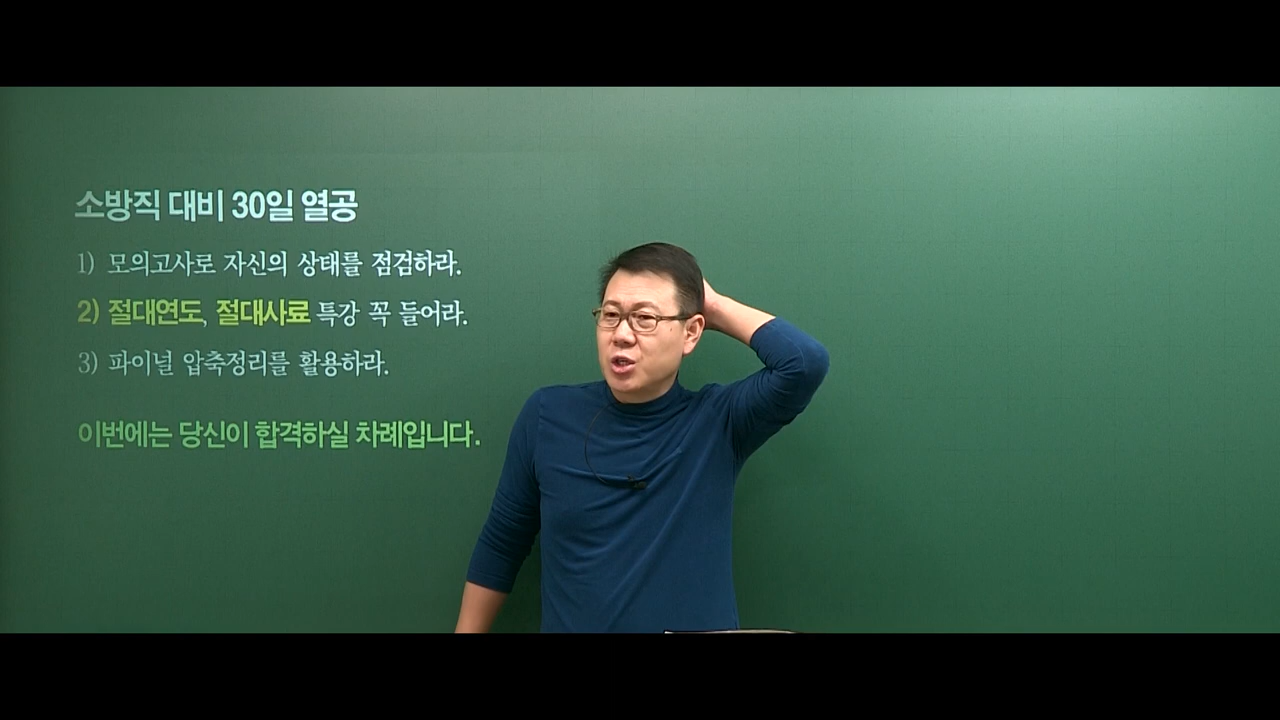 소방직 대비 30일 열공
1) 모의고사로 자신의 상태를 점검하라.
2) 절대연도, 절대사료 특강 꼭 들어라.
3) 파이널 압축정리를 활용하라.
이번에는 당신이 합격하실 차례입니다.